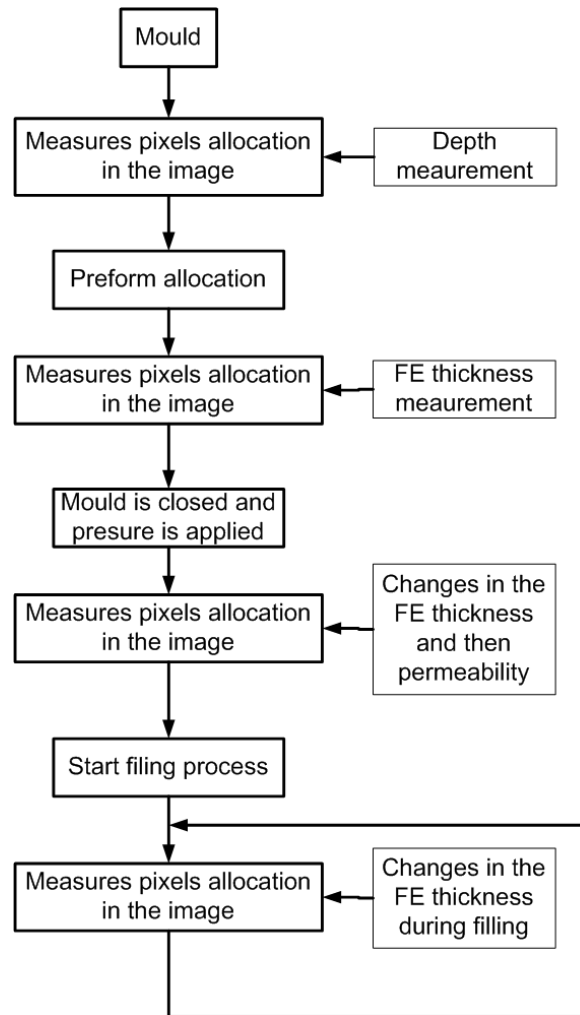 Mould
Measures pixels allocation
in the image
Depth
meaurement
Preform allocation
Measures pixels allocation
in the image
FE thickness
meaurement
Mould is closed and
presure is applied
Measures pixels allocation
in the image
Changes in the
FE thickness
and then
permeability
Start filing process
Measures pixels allocation
in the image
Changes in the
FE thickness
during filling